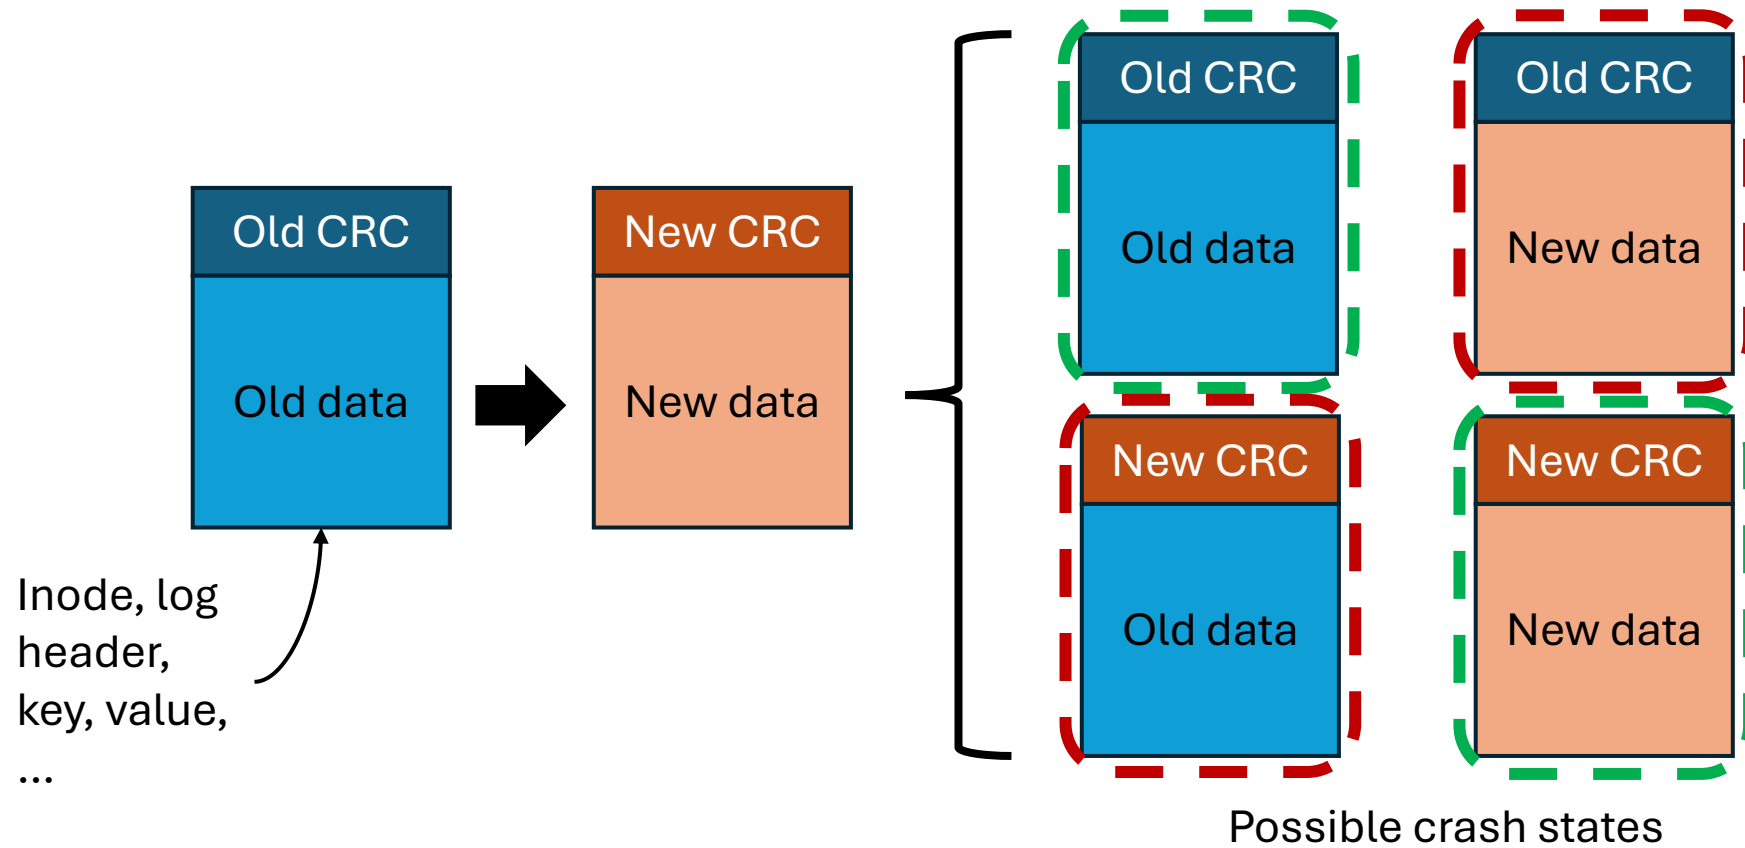 Old CRC
Old data
Inode, log
header,
key, value,
...
New CRC
New data
Old CRC
Old data
Old CRC
New data
New CRC
Old data
New CRC
New data
Possible crash states